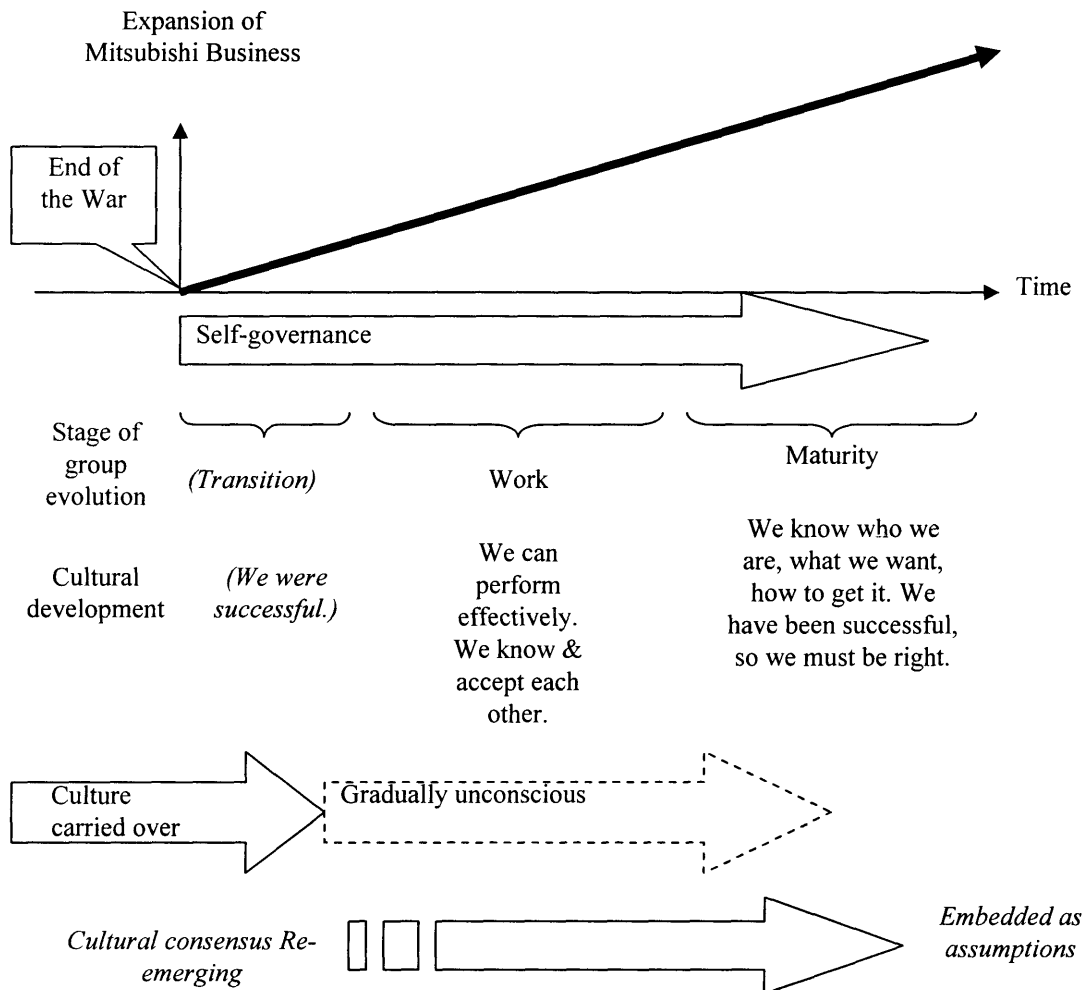 Expansion of
Mitsubishi Business
End of
the War
Time
Self-governance
Stage of
group
evolution
(Transition)
Work
Maturity
Cultural
development
(We were
successful.)
We can
perform
effectively.
We know &
accept each
other.
We know who we
are, what we want,
how to get it. We
have been successful,
so we must be right.
Culture
carried over
Gradually unconscious
Cultural consensus Re-
emerging
Embedded as
assumptions